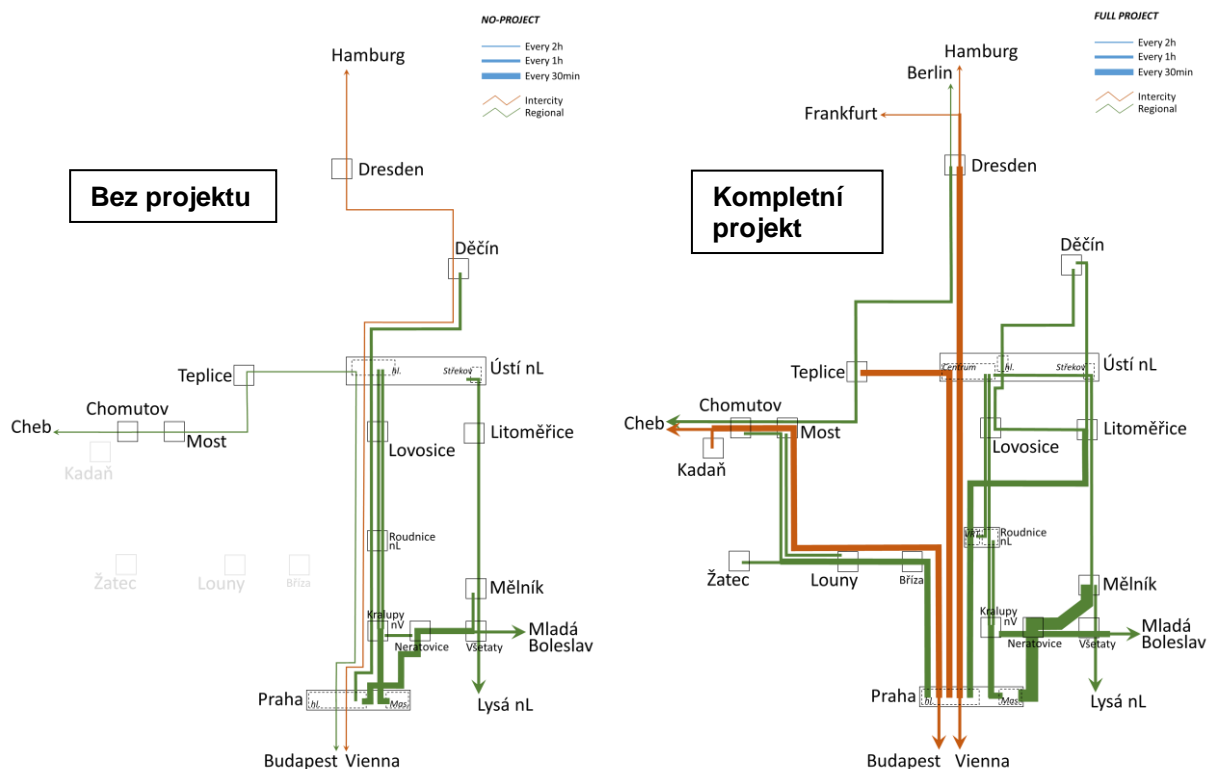 NO-PROJECT
Every 2h
Every 1h
Every 30min
Intercity
Regional
Hamburg
Dresden
Bez projektu
Děčín
Ústí nL
hl.
Střekov
Teplice
Chomutov
Cheb
Most
Kadaň
Lovosice
Litoměřice
Roudnice
nL
Žatec
Louny
Bříza
Mělník
Kralupy
nV
Neratovice
Všetaty
Mladá
Boleslav
Praha
hl.
Mas.
Lysá nL
Budapest
Vienna
FULL PROJECT
Every 2h
Every 1h
Every 30min
Intercity
Regional
Hamburg
Berlin
Frankfurt
Dresden
Kompletní
projekt
Děčín
Ústí nL
Centrum
hl.
Střekov
Teplice
Chomutov
Cheb
Most
Kadaň
Lovosice
Litoměřice
VRT
Roudnice
nL
Žatec
Louny
Bříza
Mělník
Kralupy
nV
Neratovice
Všetaty
Mladá
Boleslav
Praha
hl.
Mas.
Lysá nL
Budapest
Vienna